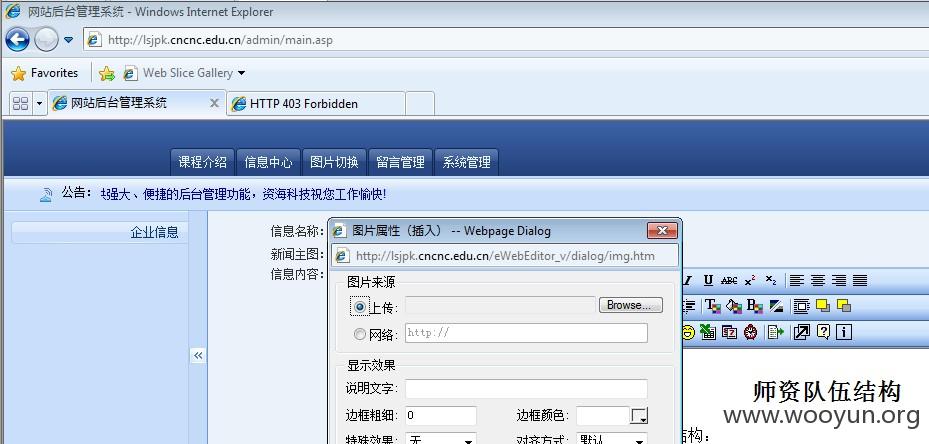 网站后台管理系统 - Windows Internet Explorer
http://lsjpk.cncnc.edu.cn/admin/main.asp
Favorites Web Slice Gallery
网站后台管理系统 X HTTP 403 Forbidden
课程介绍 信息中心 图片切换 留言管理 系统管理
公告: 强大、便捷的后台管理功能，资海科技祝您工作愉快!
企业信息
信息名称:
新闻主图:
信息内容:
图片属性（插入） -- Webpage Dialog
http://lsjpk.cncnc.edu.cn/eWebEditor_v/dialog/img.htm
图片来源
上传: Browse...
网络: http://
显示效果
说明文字:
边框粗细: 0 边框颜色:
特殊效果: 无 对齐方式: 默认
I U ABC x² x₂
师资队伍结构
结构:
www.wooyun.org